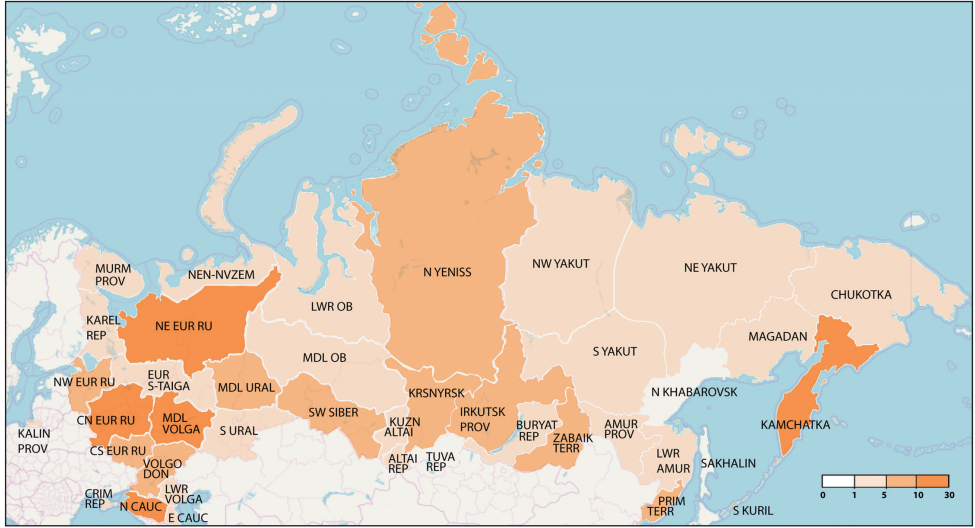 MURM
PROV
NEN-NVZEM
N YENISS
NW YAKUT
NE YAKUT
CHUKOTKA
KAREL
REP
NE EUR RU
LWR OB
MAGADAN
MDL OB
S YAKUT
NW EUR RU
EUR
S-TAIGA
MDL URAL
SW SIBER
KRSNYRSK
N KHABAROVSK
CN EUR RU
MDL
VOLGA
S URAL
KUZN
ALTAI
IRKUTSK
PROV
BURYAT
REP
ZABAIK
TERR
AMUR
PROV
KAMCHATKA
KALIN
PROV
CS EUR RU
VOLGO
DON
ALTAI
REP
TUVA
REP
LWR
AMUR
SAKHALIN
CRIM
REP
N CAUC
LWR
VOLGA
E CAUC
PRIM
TERR
S KURIL
0 1 5 10 30